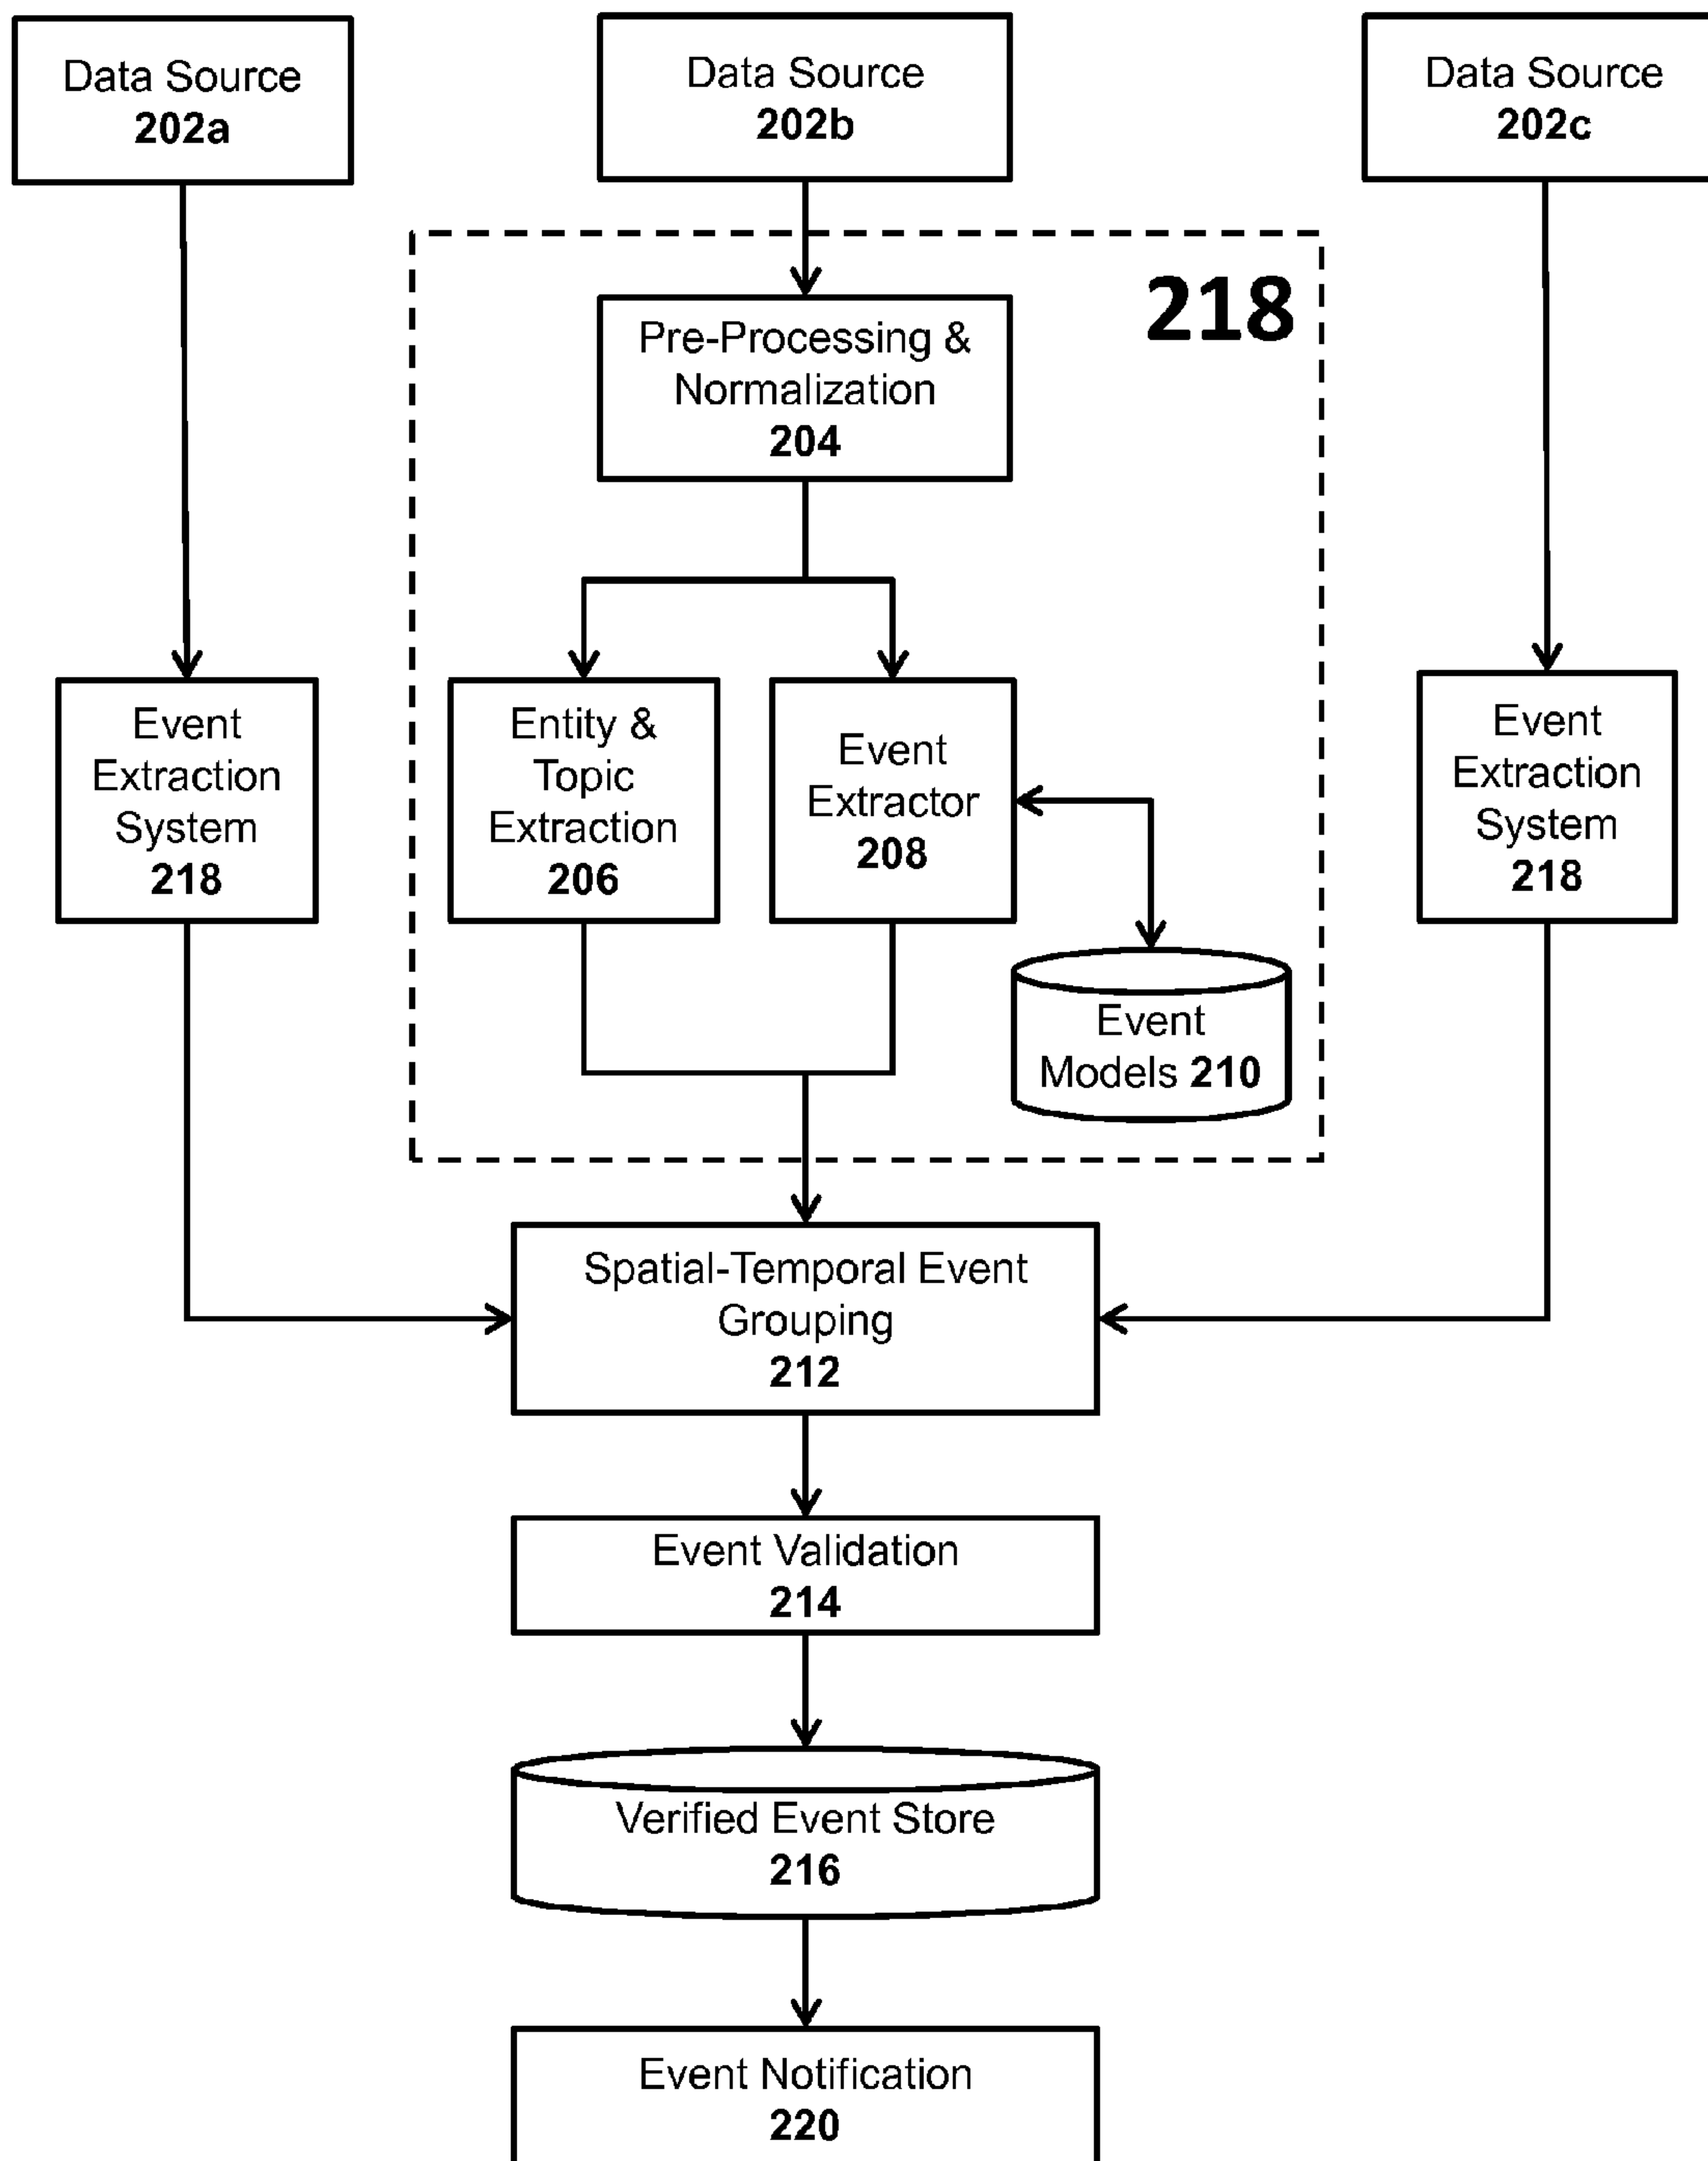 Data Source
202a
Data Source
202b
Data Source
202c
218
Pre-Processing &
Normalization
204
Event
Extraction
System
218
Entity &
Topic
Extraction
206
Event
Extractor
208
Event
Extraction
System
218
Event
Models 210
Spatial-Temporal Event
Grouping
212
Event Validation
214
Verified Event Store
216
Event Notification
220